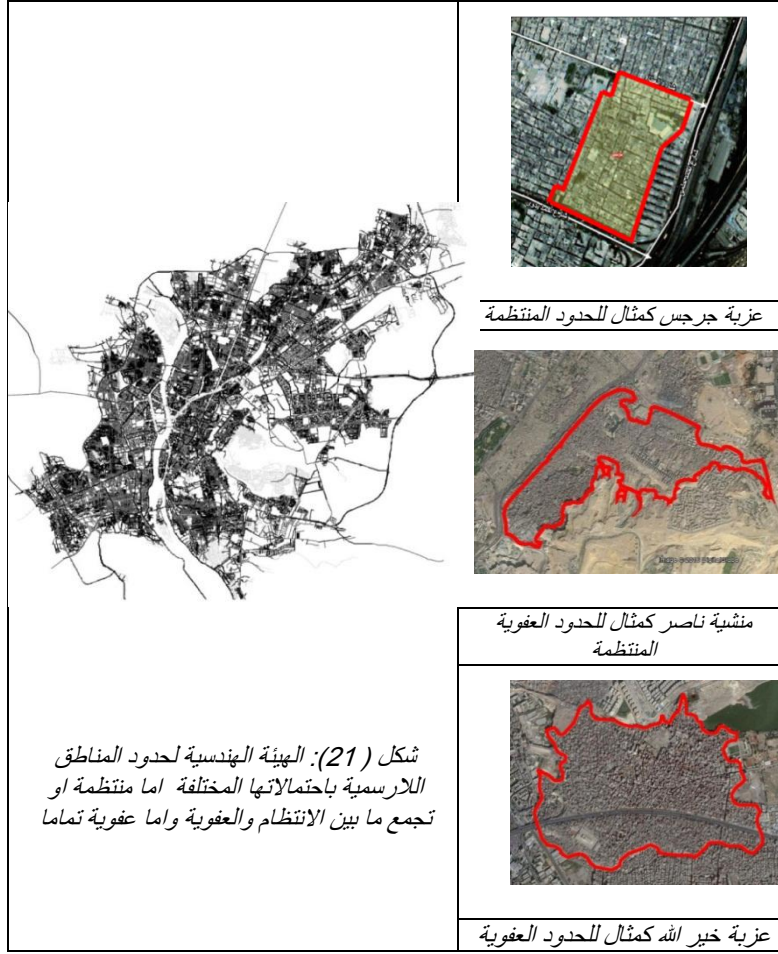 عزبة جرجس كمثال للحدود المنتظمة
منشية ناصر كمثال للحدود العفوية
المنتظمة
شكل (21): الهيئة الهندسية لحدود المناطق
اللارسمية باحتمالاتها المختلفة اما منتظمة او
تجمع ما بين الانتظام والعفوية واما عفوية تماما
عزبة خير الله كمثال للحدود العفوية